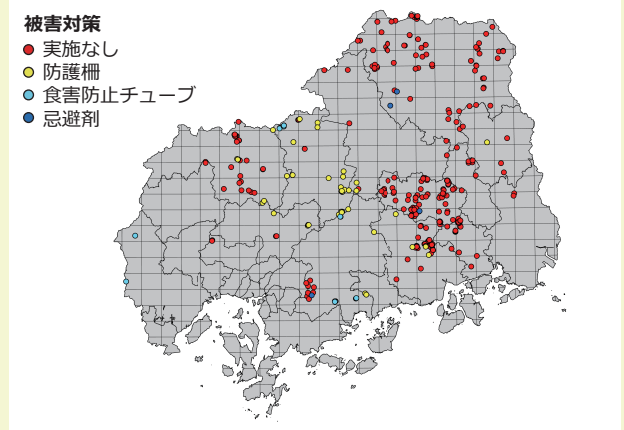 被害対策
実施なし
防護柵
食害防止チューブ
忌避剤